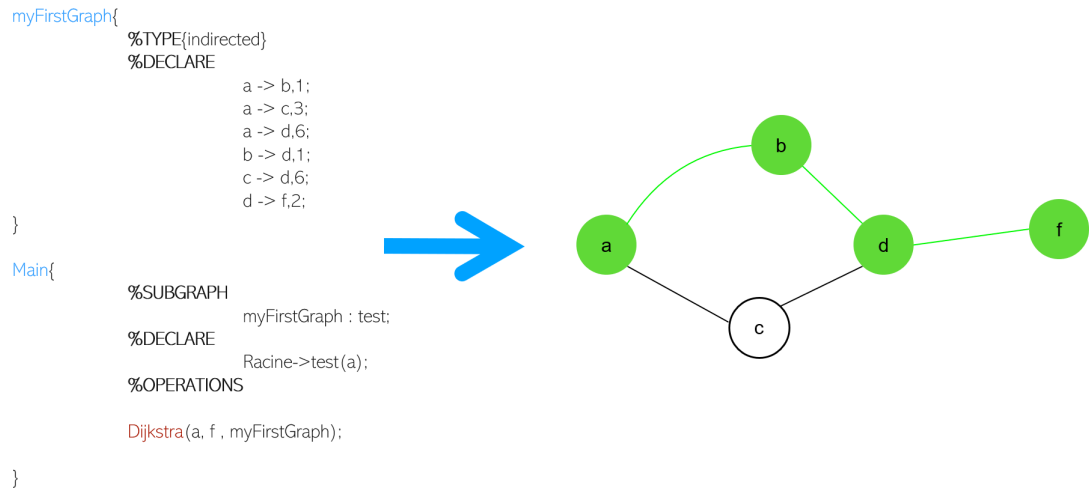 myFirstGraph{
%TYPE{indirected}
%DECLARE
a -> b,1;
a -> c,3;
a -> d,6;
b -> d,1;
c -> d,6;
d -> f,2;
}
Main{
%SUBGRAPH
myFirstGraph : test;
%DECLARE
Racine->test(a);
%OPERATIONS
Dijkstra(a, f , myFirstGraph);
}
b
f
a
d
c